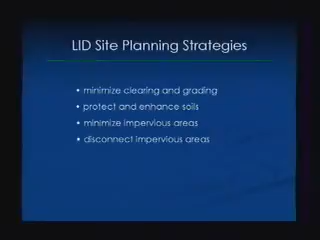 LID Site Planning Strategies
• minimize clearing and grading
• protect and enhance soils
• minimize impervious areas
• disconnect impervious areas